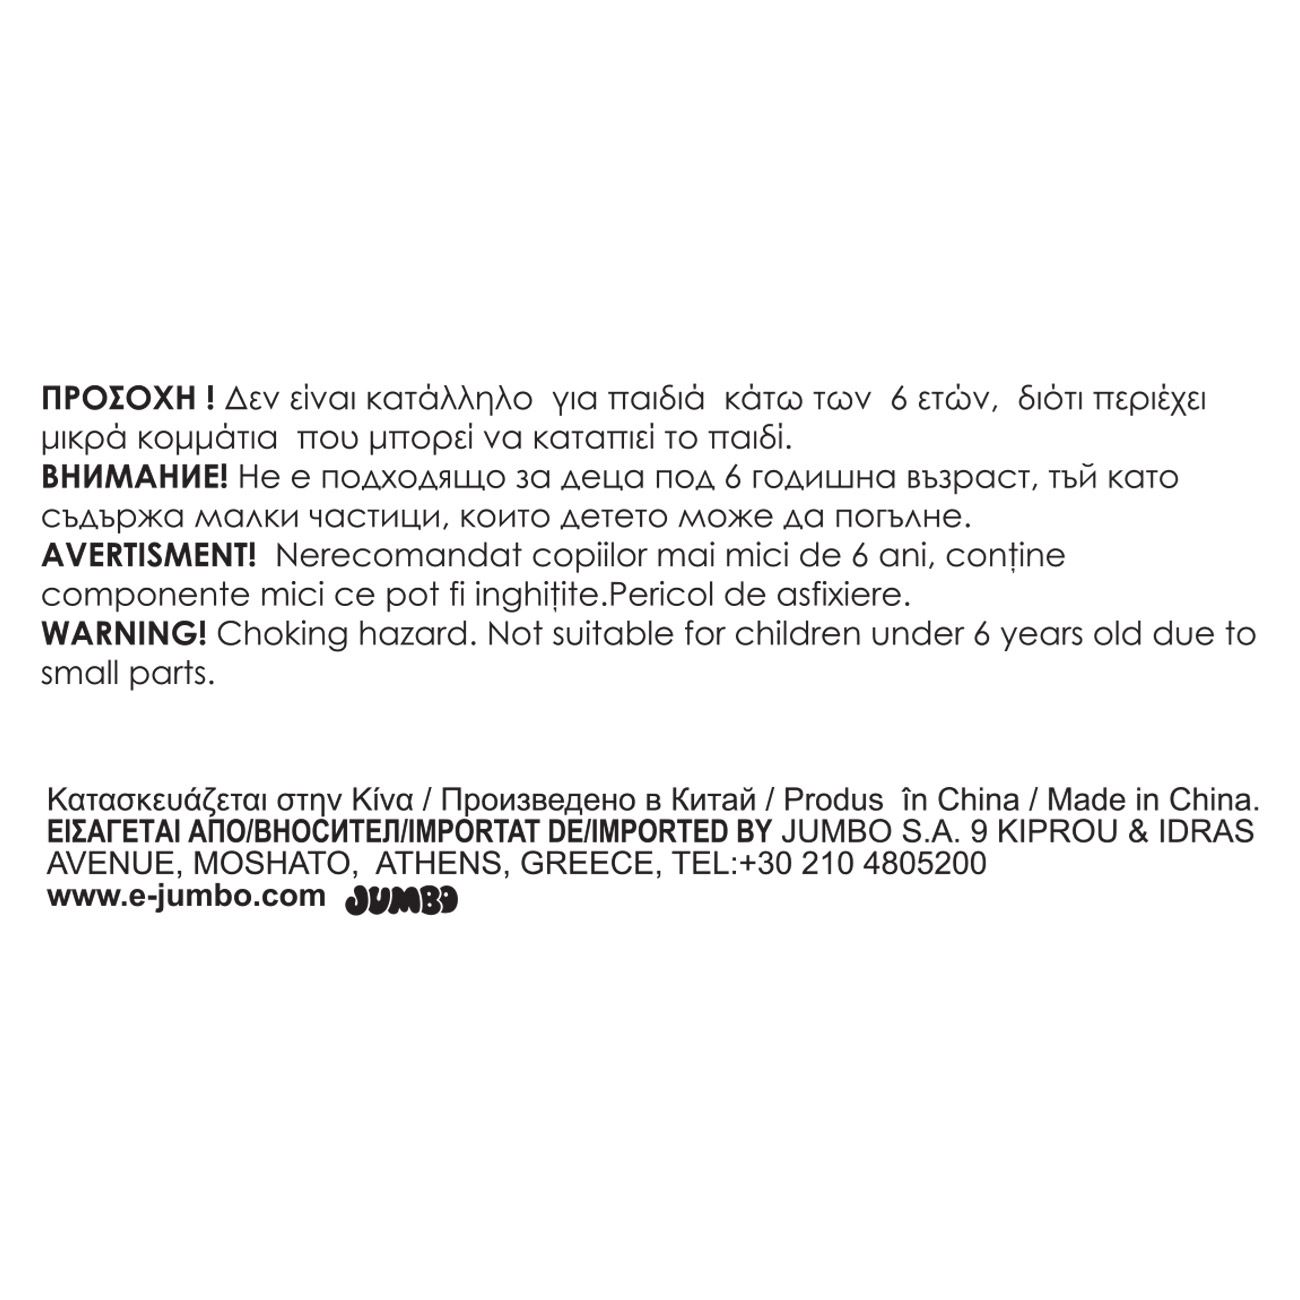 ΠΡΟΣΟΧΗ ! Δεν είναι κατάλληλο για παιδιά κάτω των 6 ετών, διότι περιέχει
μικρά κομμάτια που μπορεί να καταπιεί το παιδί.
ВНИМАНИЕ! Не е подходящо за деца под 6 годишна възраст, тъй като
съдържа малки частици, които детето може да погълне.
AVERTISMENT! Nerecomandat copiilor mai mici de 6 ani, conține
componente mici ce pot fi inghițite.Pericol de asfixiere.
WARNING! Choking hazard. Not suitable for children under 6 years old due to
small parts.
Κατασκευάζεται στην Κίνα / Произведено в Китай / Produs în China / Made in China.
ΕΙΣΑΓΕΤΑΙ ΑΠΟ/ВНОСИТЕЛ/IMPORTAT DE/IMPORTED BY JUMBO S.A. 9 KIPROU & IDRAS
AVENUE, MOSHATO, ATHENS, GREECE, TEL:+30 210 4805200
www.e-jumbo.com JUMBO